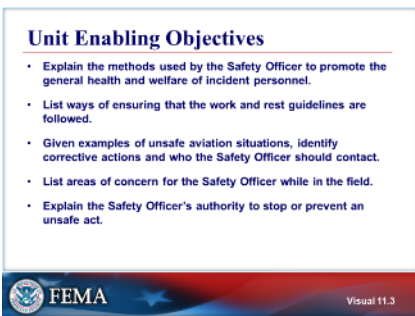 Unit Enabling Objectives
• Explain the methods used by the Safety Officer to promote the
general health and welfare of incident personnel.
• List ways of ensuring that the work and rest guidelines are
followed.
• Given examples of unsafe aviation situations, identify
corrective actions and who the Safety Officer should contact.
• List areas of concern for the Safety Officer while in the field.
• Explain the Safety Officer's authority to stop or prevent an
unsafe act.
FEMA
Visual 11.3